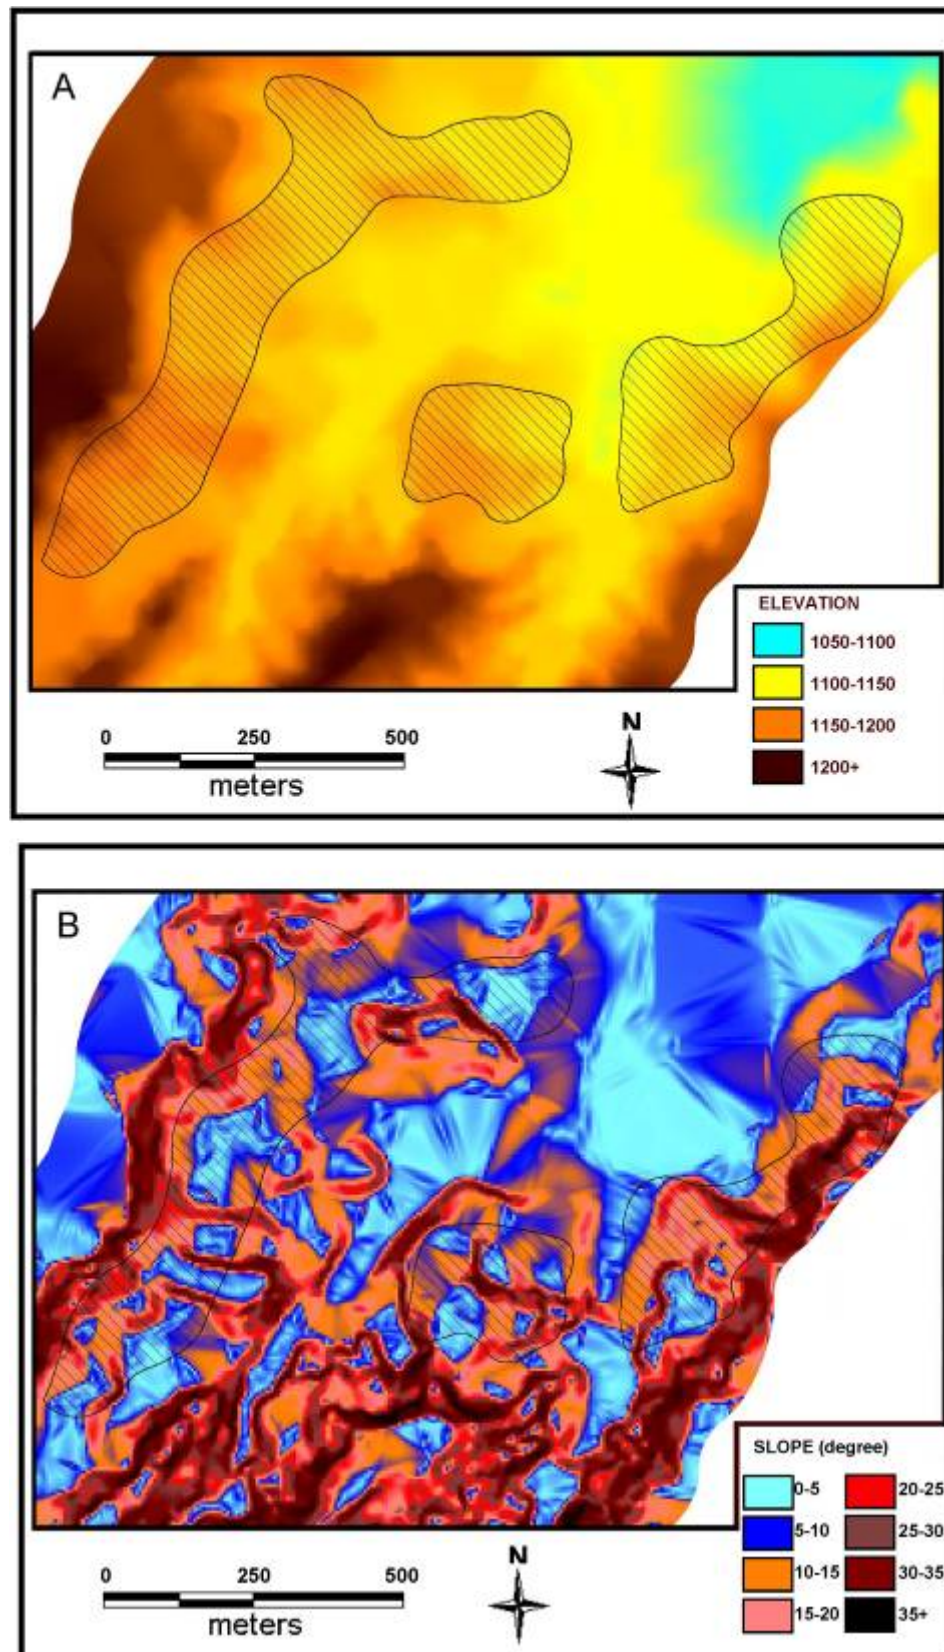 A
ELEVATION
1050-1100
1100-1150
1150-1200
1200+
0 250 500
meters
N
B
SLOPE (degree)
0-5 20-25
5-10 25-30
10-15 30-35
15-20 35+
0 250 500
meters
N